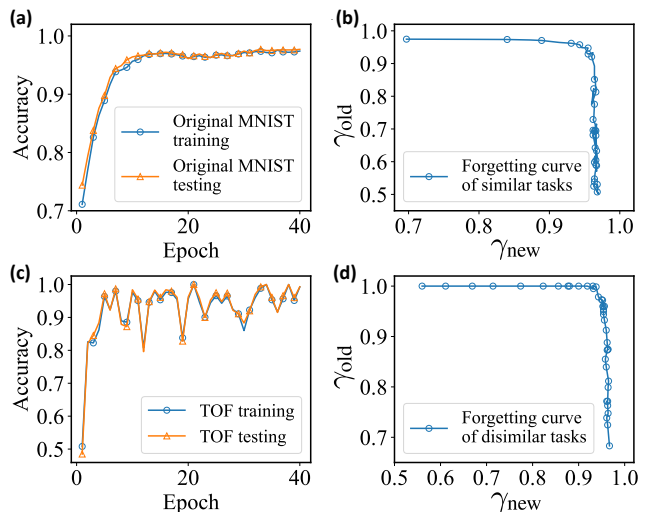 (a)
1.0
0.9
0.8
0.7
Accuracy
Original MNIST
training
Original MNIST
testing
0
20
40
Epoch
(b)
1.0
0.9
0.8
0.7
0.6
0.5
γold
Forgetting curve
of similar tasks
0.7
0.8
0.9
1.0
γnew
(c)
1.0
0.9
0.8
0.7
0.6
0.5
Accuracy
TOF training
TOF testing
0
20
40
Epoch
(d)
1.0
0.9
0.8
0.7
γold
Forgetting curve
of disimilar tasks
0.5
0.6
0.7
0.8
0.9
1.0
γnew